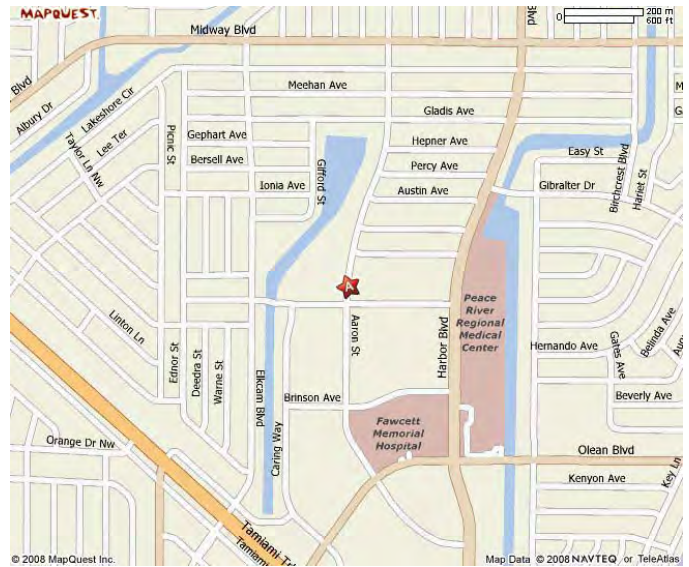 MAPQUEST.
Blvd
0
200 m
600 ft
Midway Blvd
Blvd
Meehan Ave
Albury Dr
Lakeshore Cir
Gladis Ave
Lee Ter
Picnic St
Gephart Ave
Hepner Ave
Taylor Ln Nw
Bersell Ave
Gifford St
Percy Ave
Easy St
Birchcrest Blvd
Harlet St
Ionia Ave
Austin Ave
Gibralter Dr
A
Peace
River
Regional
Medical
Center
Linton Ln
Aaron St
Harbor Blvd
Hernando Ave
Gates Ave
Belinda Ave
Ednor St
Deedra St
Warne St
Elkcam Blvd
Caring Way
Brinson Ave
Beverly Ave
Fawcett
Memorial
Hospital
Orange Dr Nw
Olean Blvd
Kenyon Ave
Key Ln
Tamiami Trl
Tamiami
© 2008 MapQuest Inc.
Map Data © 2008 NAVTEQ or TeleAtlas